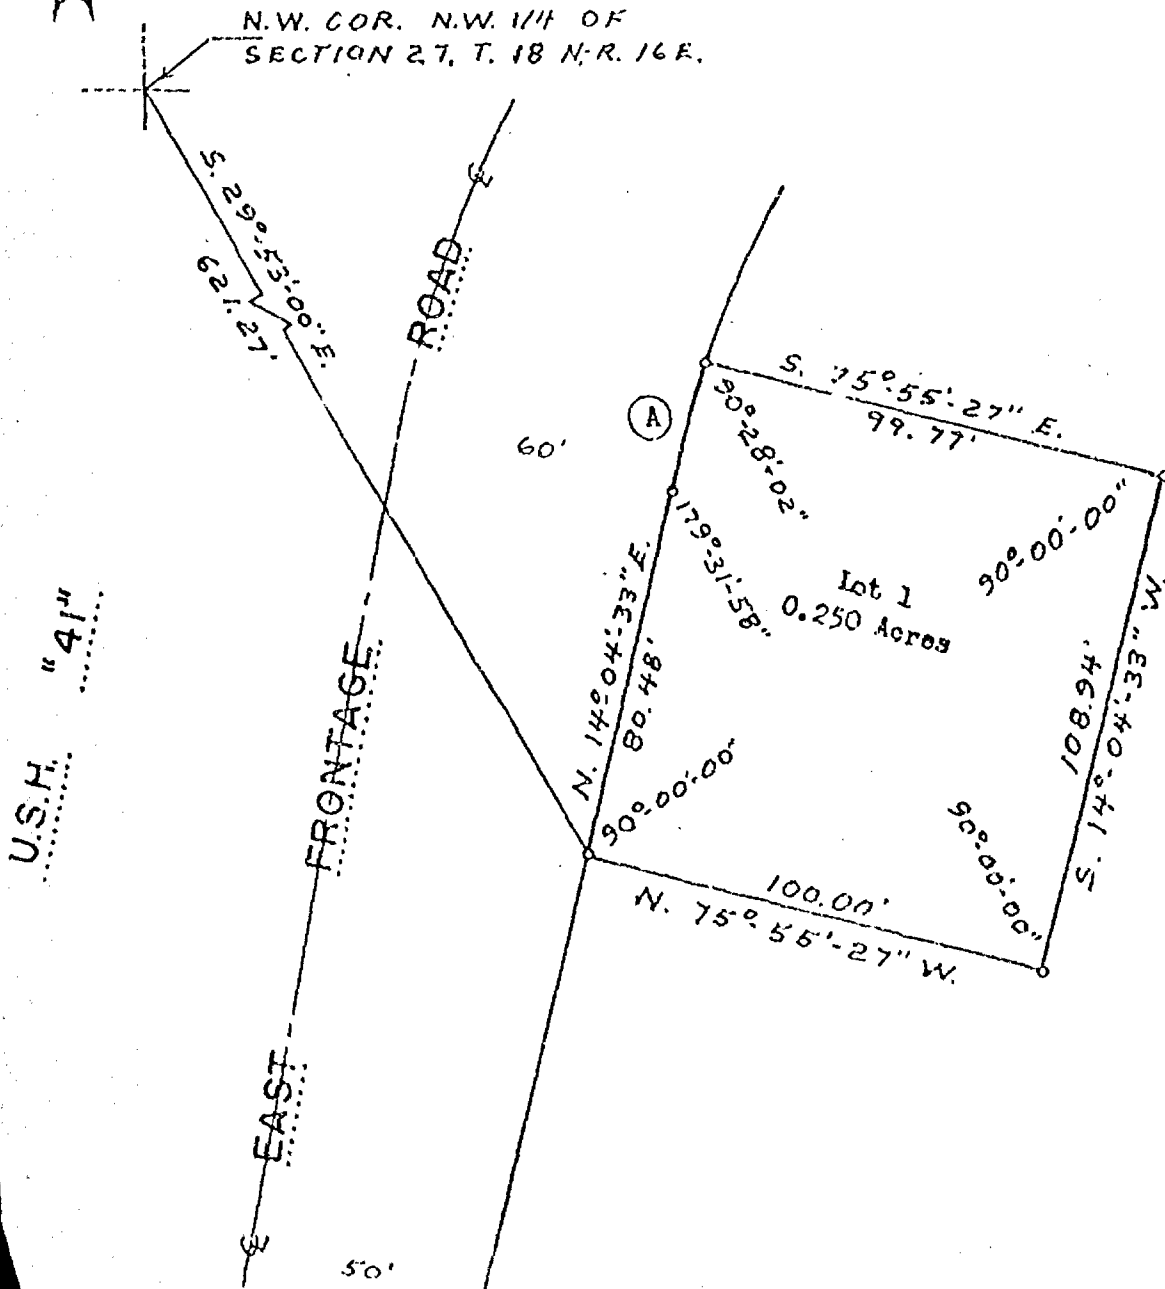 N.W. COR. N.W. 1/4 OF
SECTION 27, T. 18 N.-R. 16 E.
S. 29°-53'-00" E.
621.27'
ROAD
FRONTAGE
EAST
U.S.H. "41"
60'
50'
A
S. 75°-55'-27" E.
99.77'
90°-28'-02"
179°-31'-58"
90°-00'-00"
Lot 1
0.250 Acres
N. 14°-04'-33" E.
80.48'
108.94'
S. 14°-04'-33" W.
90°-00'-00"
90°-00'-00"
100.00'
N. 75°-55'-27" W.